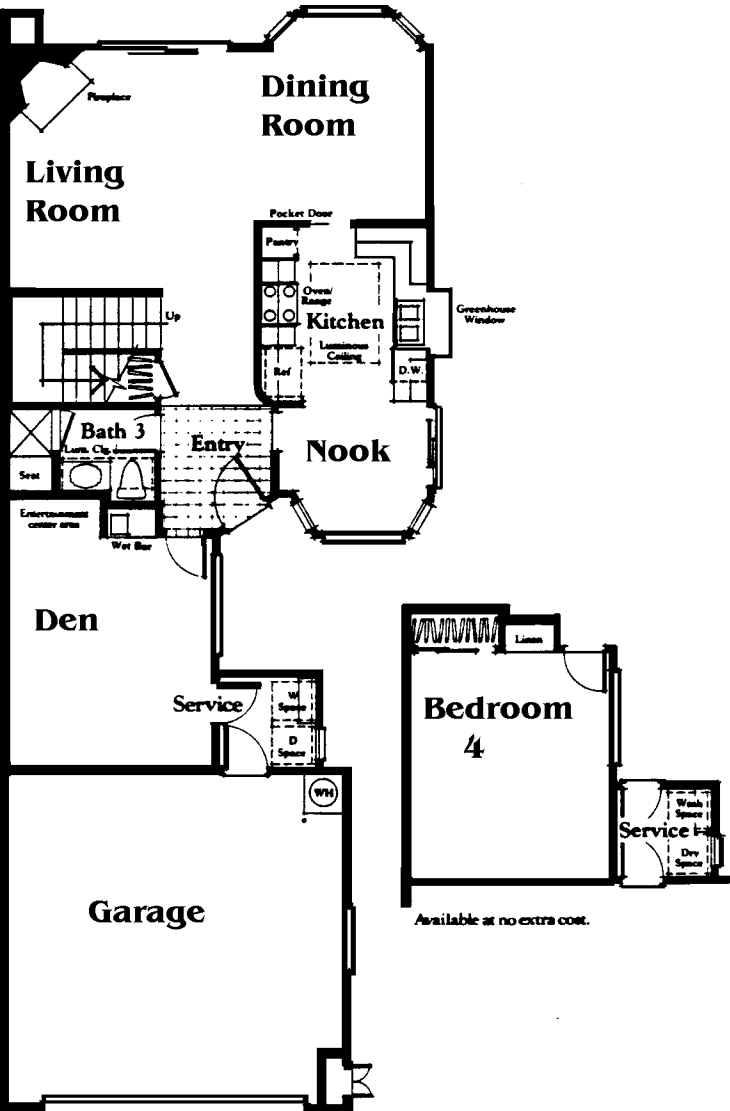 Dining
Room
Fireplace
Living
Room
Pocket Door
Pantry
Oven/
Range
Up
Kitchen
Greenhouse
Window
Luminous
Ceiling
Ref
D.W.
Bath 3
Lum. Clg.
Entry
Nook
Seat
Entertainment
center area
Wet Bar
Den
Linen
Service
W
Space
D
Space
Bedroom
4
WH
Wash
Space
Service
Dry
Space
Garage
Available at no extra cost.